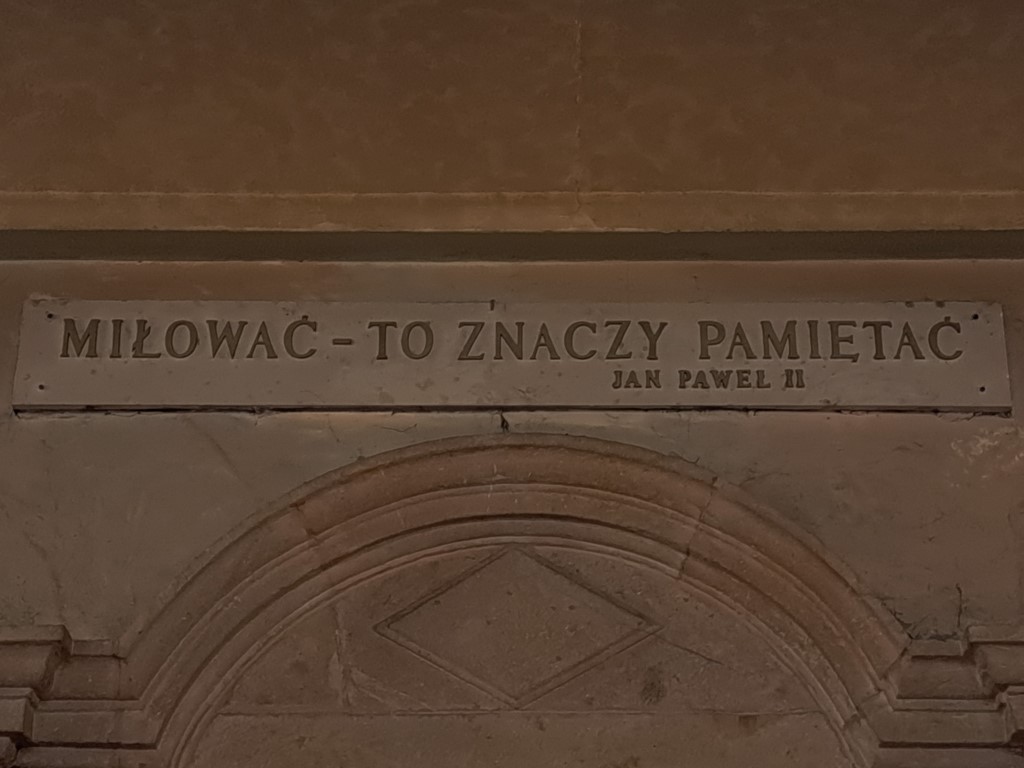 MIŁOWAĆ – TO ZNACZY PAMIĘTAĆ
JAN PAWEŁ II